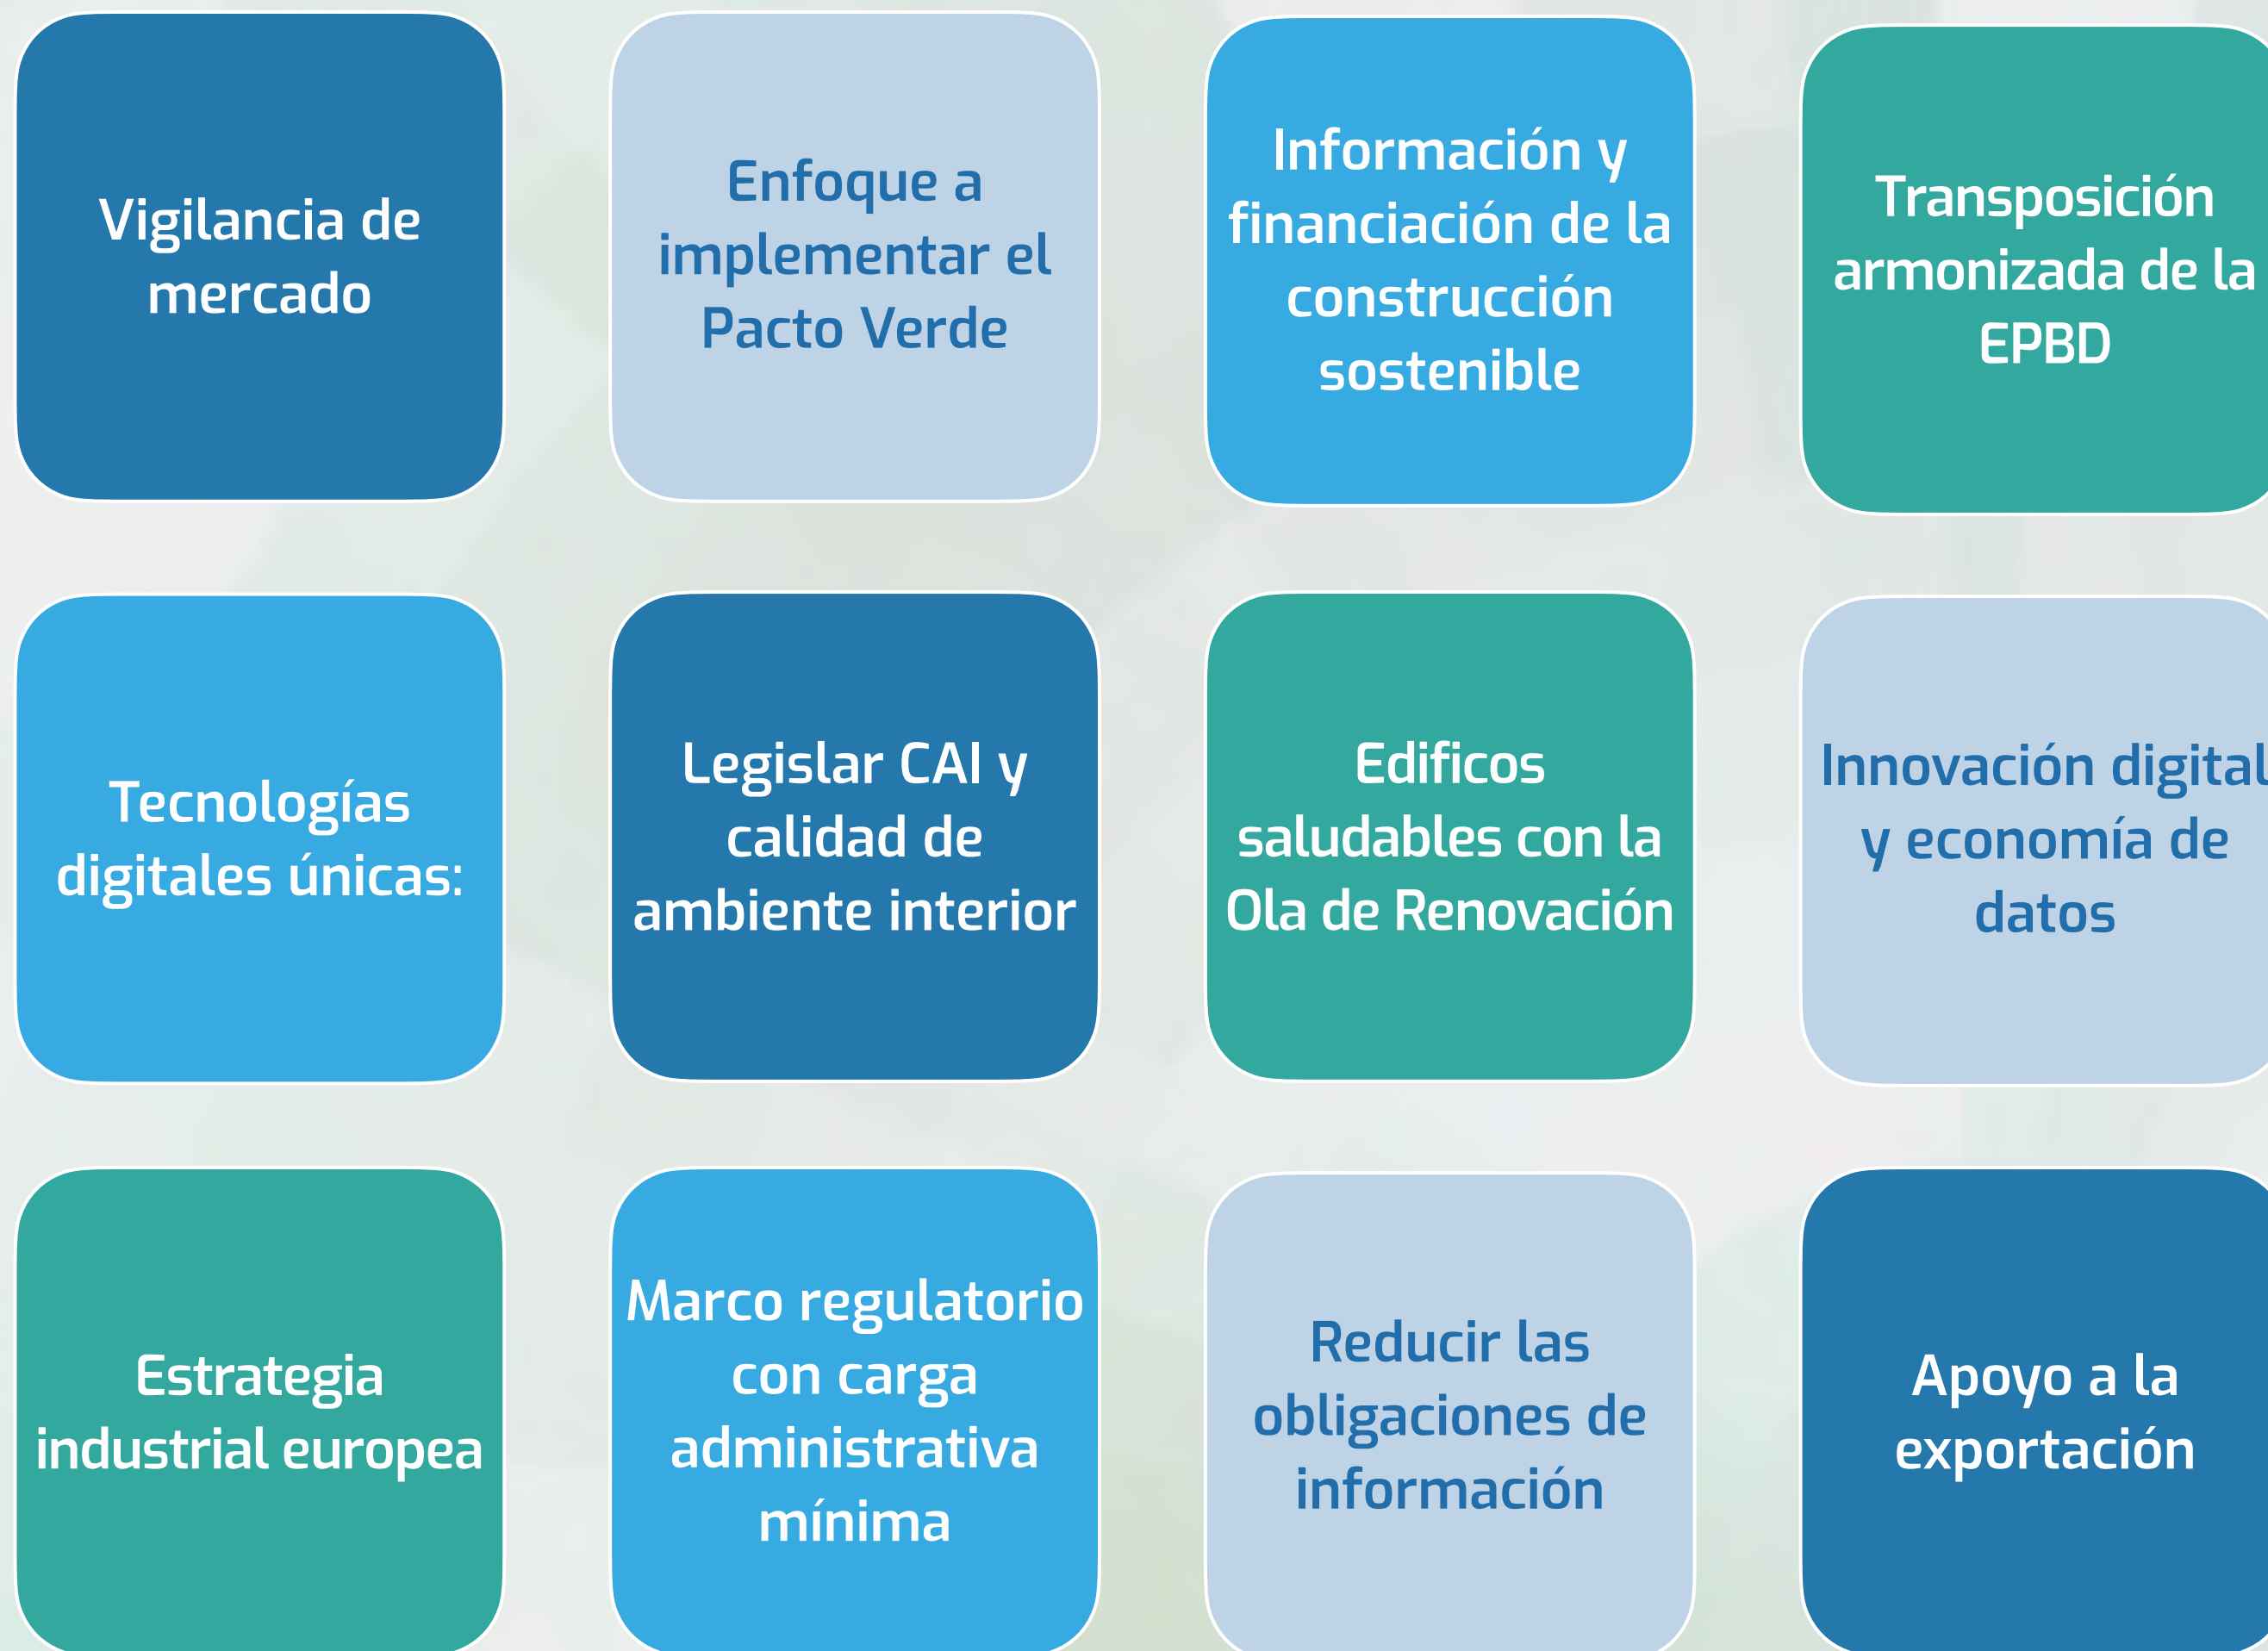 Vigilancia de
mercado
Enfoque a
implementar el
Pacto Verde
Información y
financiación de la
construcción
sostenible
Transposición
armonizada de la
EPBD
Tecnologías
digitales únicas:
Legislar CAI y
calidad de
ambiente interior
Edificos
saludables con la
Ola de Renovación
Innovación digital
y economía de
datos
Estrategia
industrial europea
Marco regulatorio
con carga
administrativa
mínima
Reducir las
obligaciones de
información
Apoyo a la
exportación